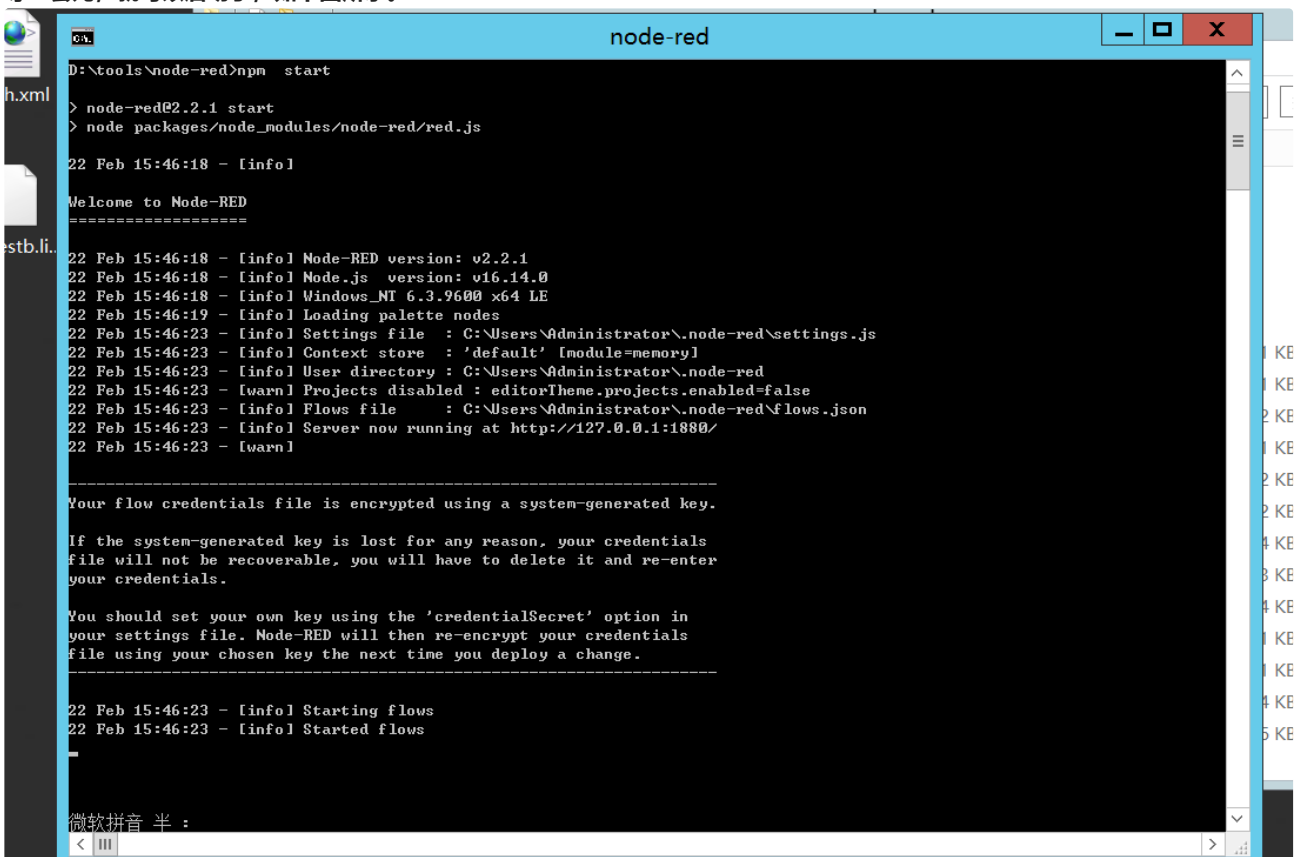 node-red
D:\tools\node-red>npm  start
h.xml
> node-red@2.2.1 start
> node packages/node_modules/node-red/red.js
22 Feb 15:46:18 - [info]
Welcome to Node-RED
===================
estb.li...
22 Feb 15:46:18 - [info] Node-RED version: v2.2.1
22 Feb 15:46:18 - [info] Node.js  version: v16.14.0
22 Feb 15:46:18 - [info] Windows_NT 6.3.9600 x64 LE
22 Feb 15:46:19 - [info] Loading palette nodes
22 Feb 15:46:23 - [info] Settings file  : C:\Users\Administrator\.node-red\settings.js
22 Feb 15:46:23 - [info] Context store  : 'default' [module=memory]
22 Feb 15:46:23 - [info] User directory : C:\Users\Administrator\.node-red
22 Feb 15:46:23 - [warn] Projects disabled : editorTheme.projects.enabled=false
22 Feb 15:46:23 - [info] Flows file     : C:\Users\Administrator\.node-red\flows.json
22 Feb 15:46:23 - [info] Server now running at http://127.0.0.1:1880/
22 Feb 15:46:23 - [warn]
---------------------------------------------------------------------
Your flow credentials file is encrypted using a system-generated key.
If the system-generated key is lost for any reason, your credentials
file will not be recoverable, you will have to delete it and re-enter
your credentials.
You should set your own key using the 'credentialSecret' option in
your settings file. Node-RED will then re-encrypt your credentials
file using your chosen key the next time you deploy a change.
---------------------------------------------------------------------
22 Feb 15:46:23 - [info] Starting flows
22 Feb 15:46:23 - [info] Started flows
微软拼音 半 :